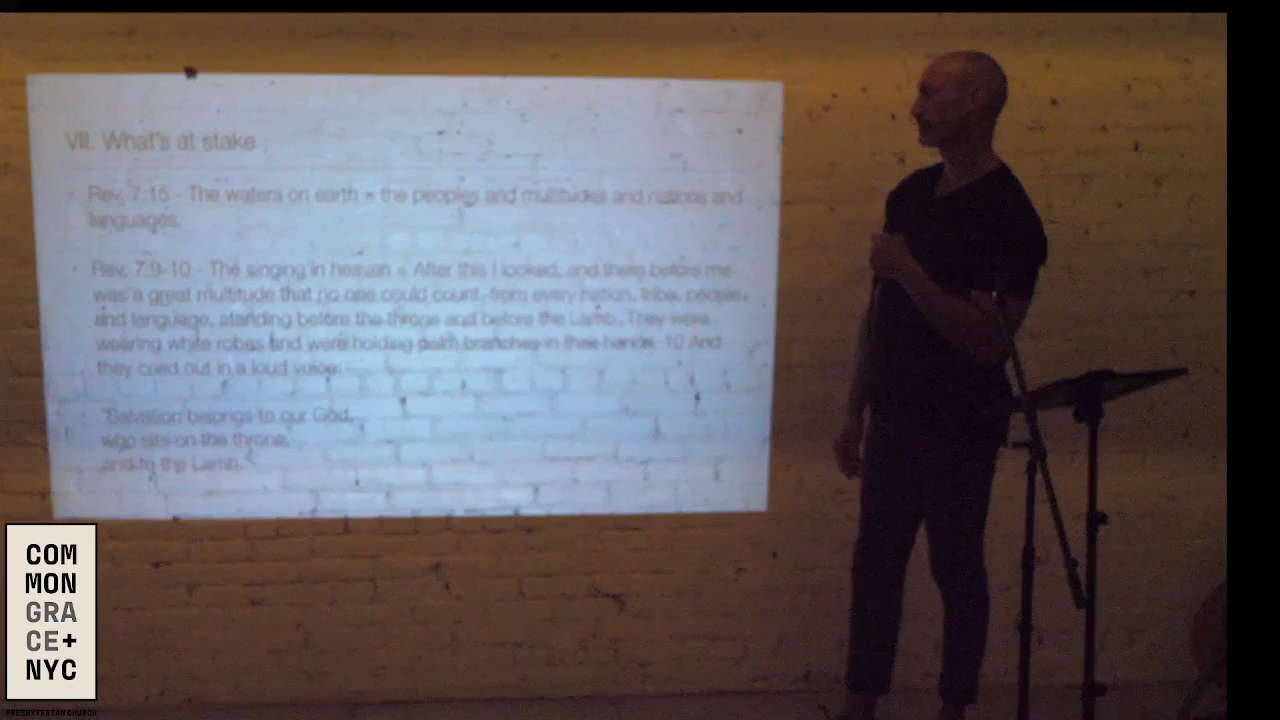 VII. What's at stake
- Rev. 7:15 - The waters on earth = the peoples and multitudes and nations and
languages.
- Rev. 7:9-10 - The singing in heaven = After this I looked, and there before me
was a great multitude that no one could count, from every nation, tribe, people,
and language, standing before the throne and before the Lamb. They were
wearing white robes and were holding palm branches in their hands. 10 And
they cried out in a loud voice:
- "Salvation belongs to our God,
who sits on the throne,
and to the Lamb."
COM
MON
GRA
CE+
NYC
PRESBYTERIAN CHURCH